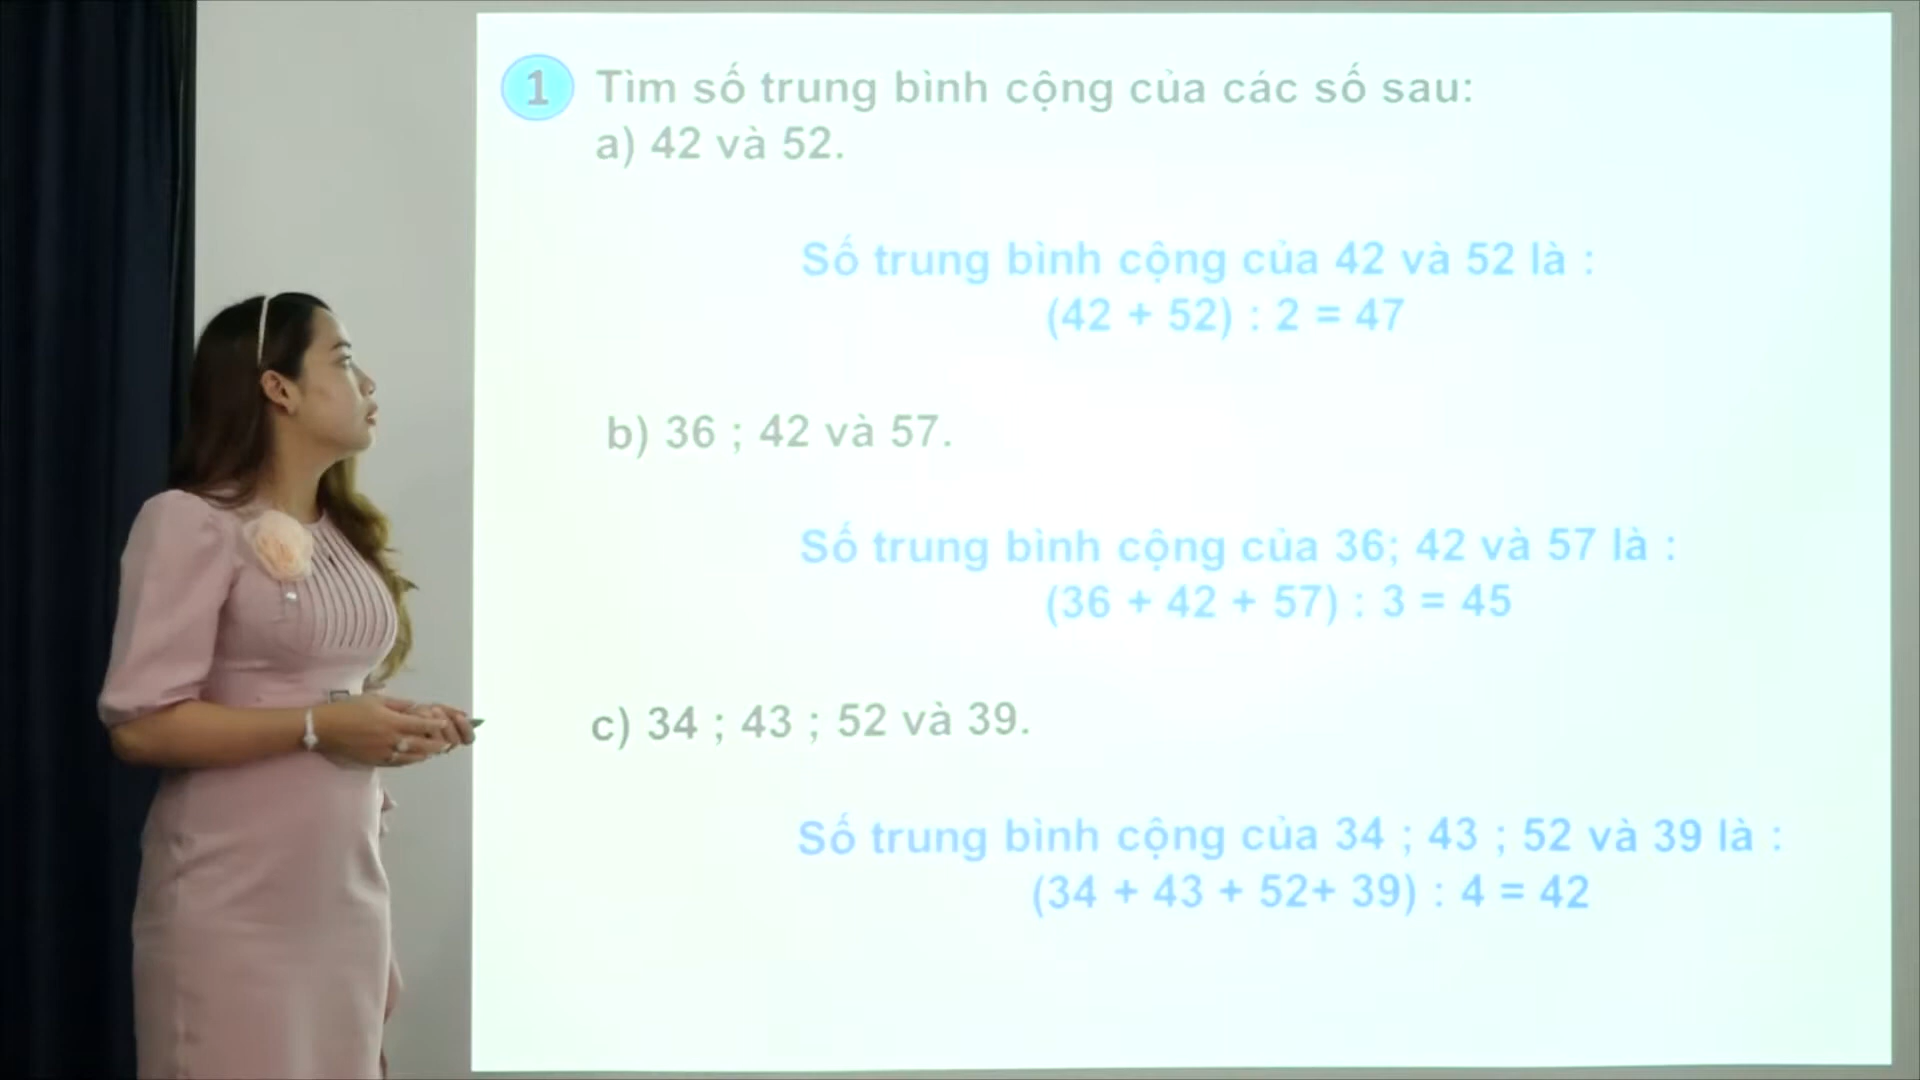 1 Tìm số trung bình cộng của các số sau:
a) 42 và 52.
Số trung bình cộng của 42 và 52 là :
(42 + 52) : 2 = 47
b) 36 ; 42 và 57.
Số trung bình cộng của 36; 42 và 57 là :
(36 + 42 + 57) : 3 = 45
c) 34 ; 43 ; 52 và 39.
Số trung bình cộng của 34 ; 43 ; 52 và 39 là :
(34 + 43 + 52+ 39) : 4 = 42